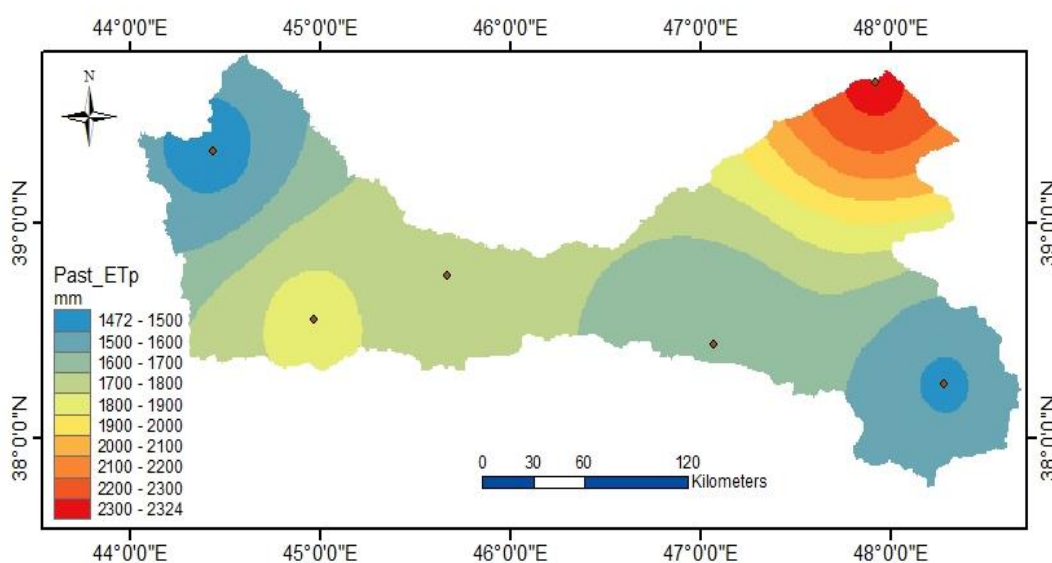 44°0'0"E 45°0'0"E 46°0'0"E 47°0'0"E 48°0'0"E
N
39°0'0"N
39°0'0"N
Past_ETp
mm
1472 - 1500
1500 - 1600
1600 - 1700
1700 - 1800
1800 - 1900
1900 - 2000
2000 - 2100
2100 - 2200
2200 - 2300
2300 - 2324
38°0'0"N
38°0'0"N
0 30 60 120
Kilometers
44°0'0"E 45°0'0"E 46°0'0"E 47°0'0"E 48°0'0"E